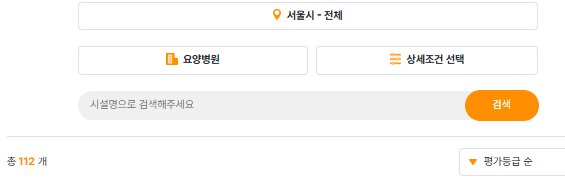 서울시 - 전체
요양병원 상세조건 선택
시설명으로 검색해주세요 검색
총 112 개 평가등급 순